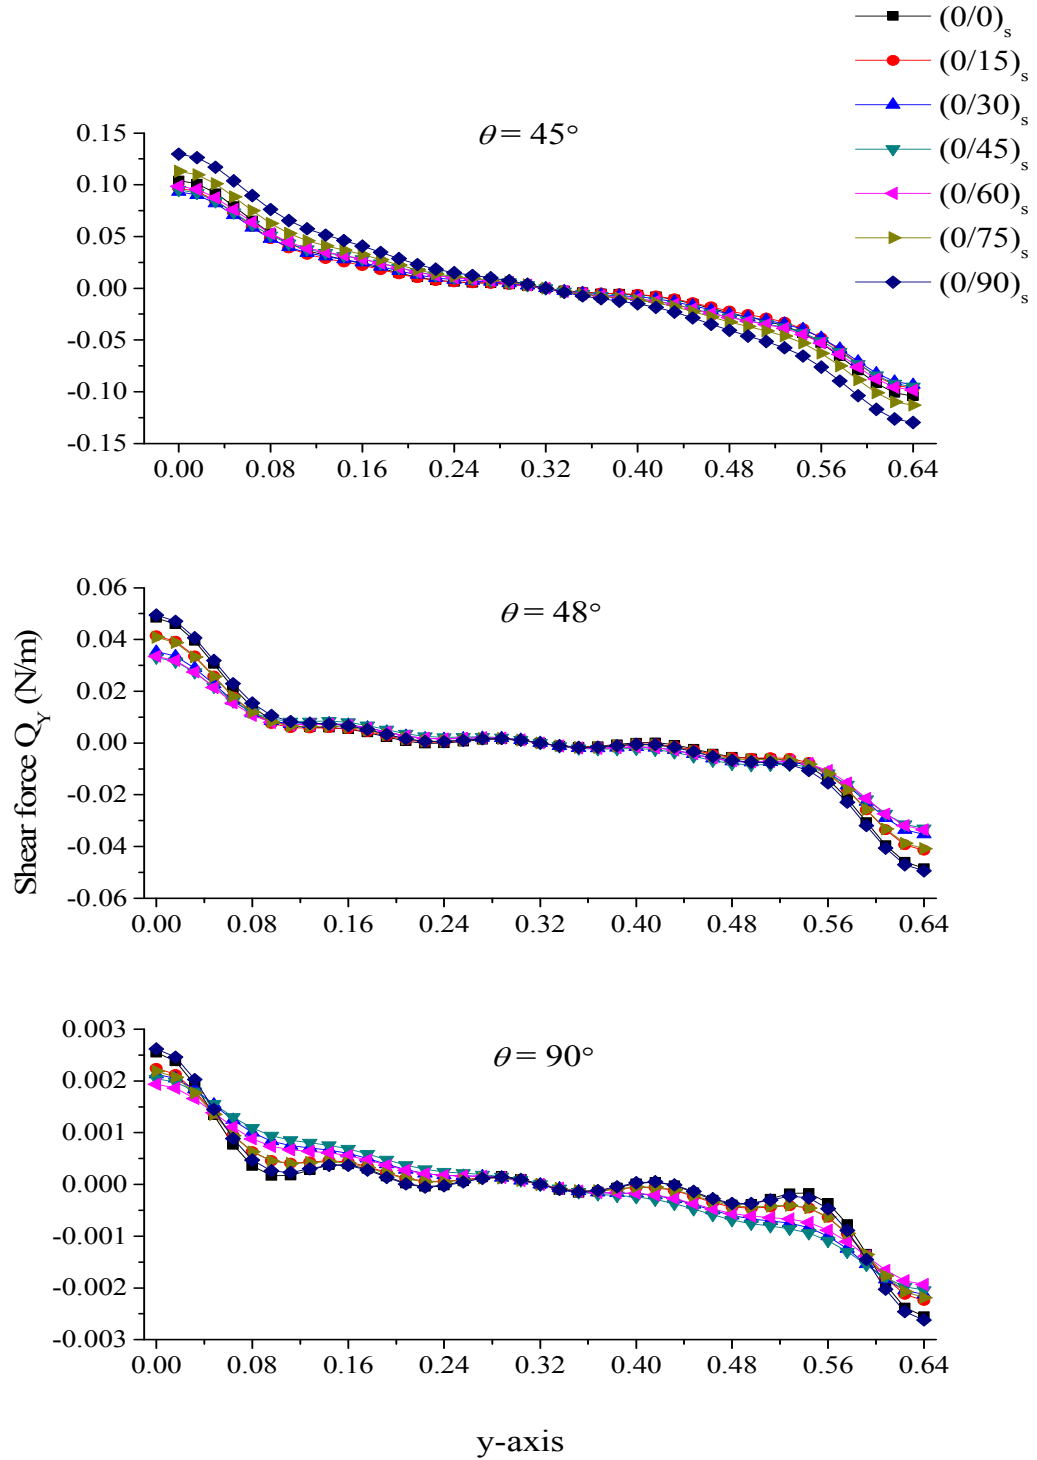 (0/0)s
(0/15)s
(0/30)s
(0/45)s
(0/60)s
(0/75)s
(0/90)s
θ = 45°
0.15
0.10
0.05
0.00
-0.05
-0.10
-0.15
0.00 0.08 0.16 0.24 0.32 0.40 0.48 0.56 0.64
Shear force QY (N/m)
θ = 48°
0.06
0.04
0.02
0.00
-0.02
-0.04
-0.06
0.00 0.08 0.16 0.24 0.32 0.40 0.48 0.56 0.64
θ = 90°
0.003
0.002
0.001
0.000
-0.001
-0.002
-0.003
0.00 0.08 0.16 0.24 0.32 0.40 0.48 0.56 0.64
y-axis